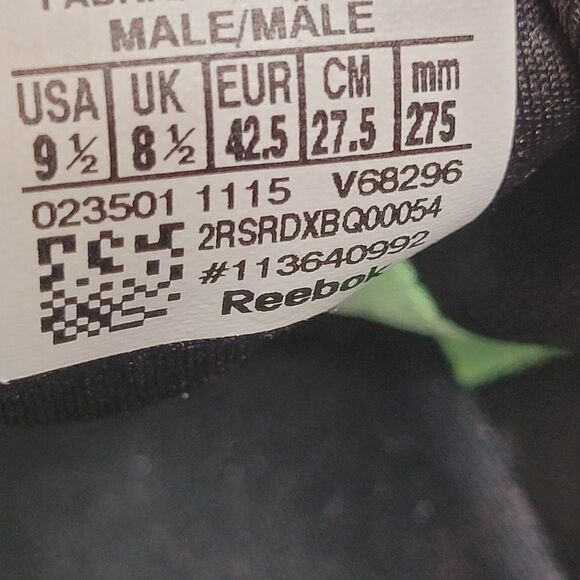 MALE/MÂLE
USA UK EUR CM mm
9 ½ 8 ½ 42.5 27.5 275
023501 1115 V68296
2RSRDXBQ00054
#113640992
Reebok